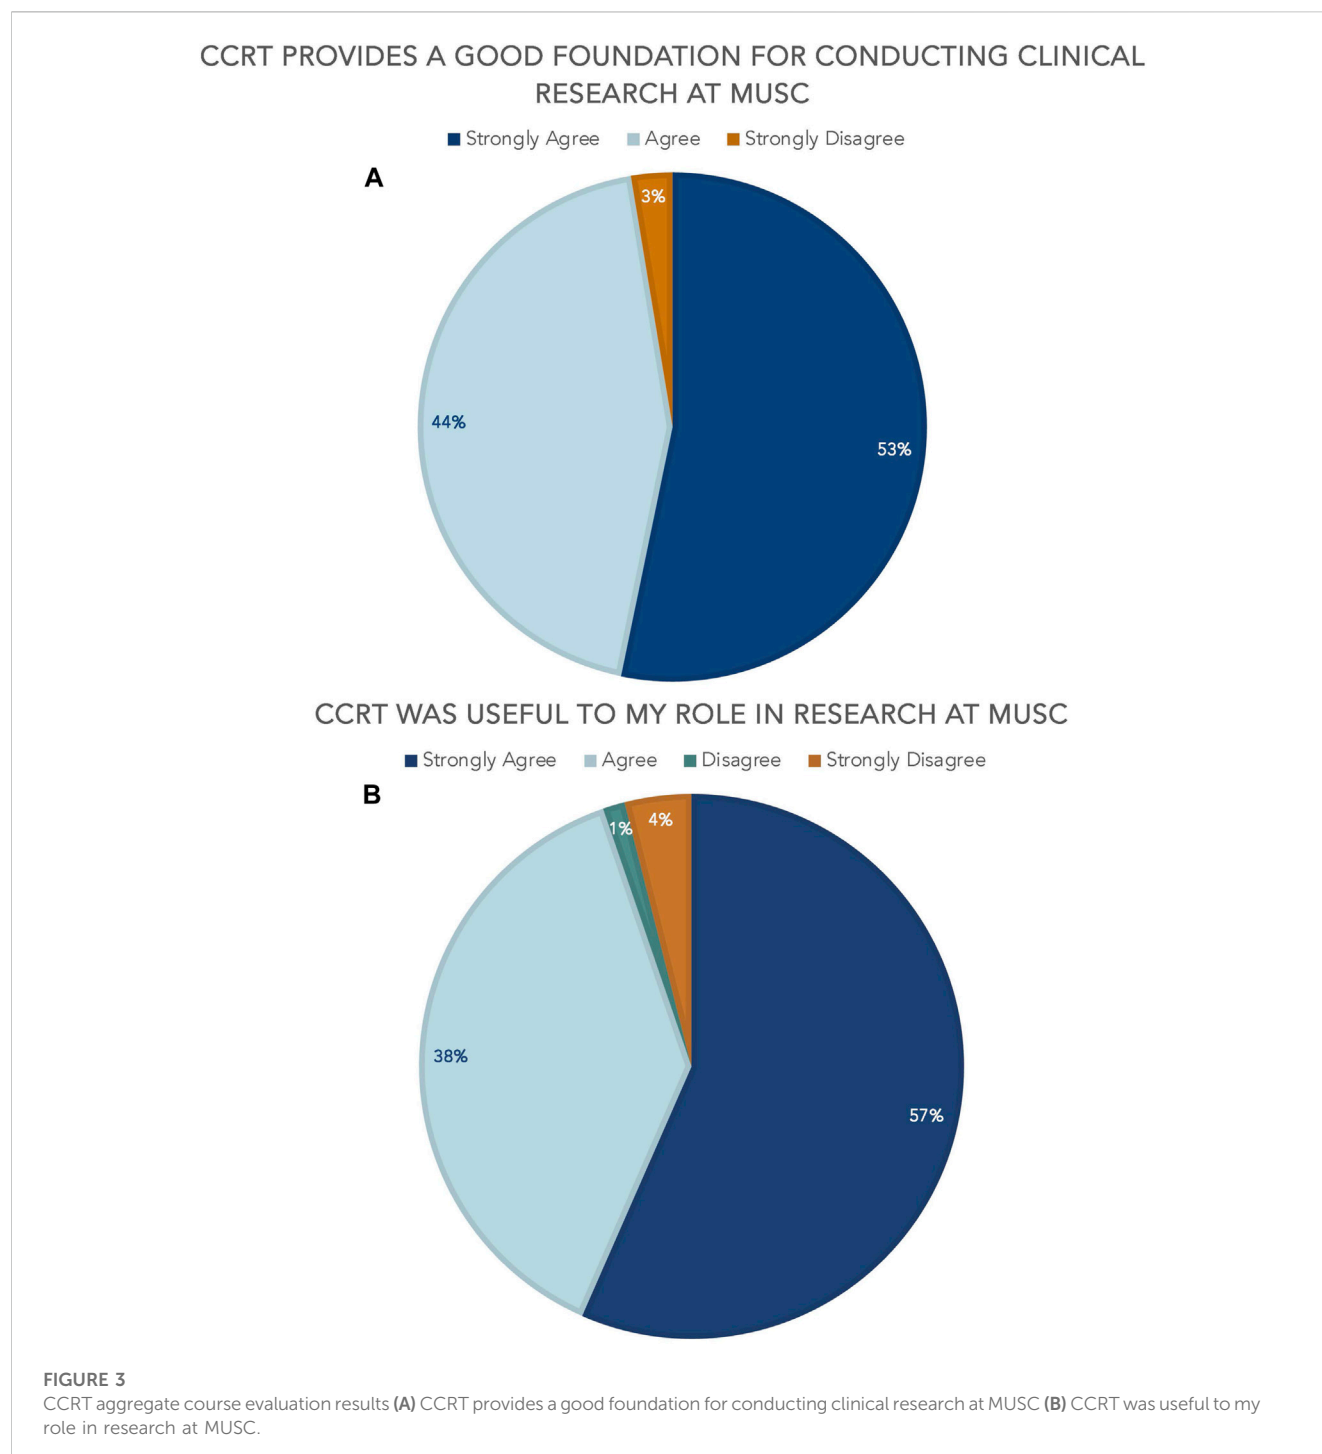 CCRT PROVIDES A GOOD FOUNDATION FOR CONDUCTING CLINICAL
RESEARCH AT MUSC
Strongly Agree Agree Strongly Disagree
A
3%
44%
53%
CCRT WAS USEFUL TO MY ROLE IN RESEARCH AT MUSC
Strongly Agree Agree Disagree Strongly Disagree
B
1% 4%
38%
57%
FIGURE 3
CCRT aggregate course evaluation results (A) CCRT provides a good foundation for conducting clinical research at MUSC (B) CCRT was useful to my
role in research at MUSC.